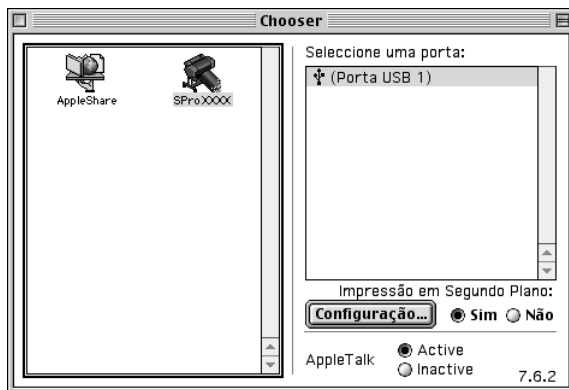 Chooser
AppleShare
SProXXXX
Seleccione uma porta:
(Porta USB 1)
Impressão em Segundo Plano:
Configuração... Sim Não
AppleTalk Active
Inactive
7.6.2